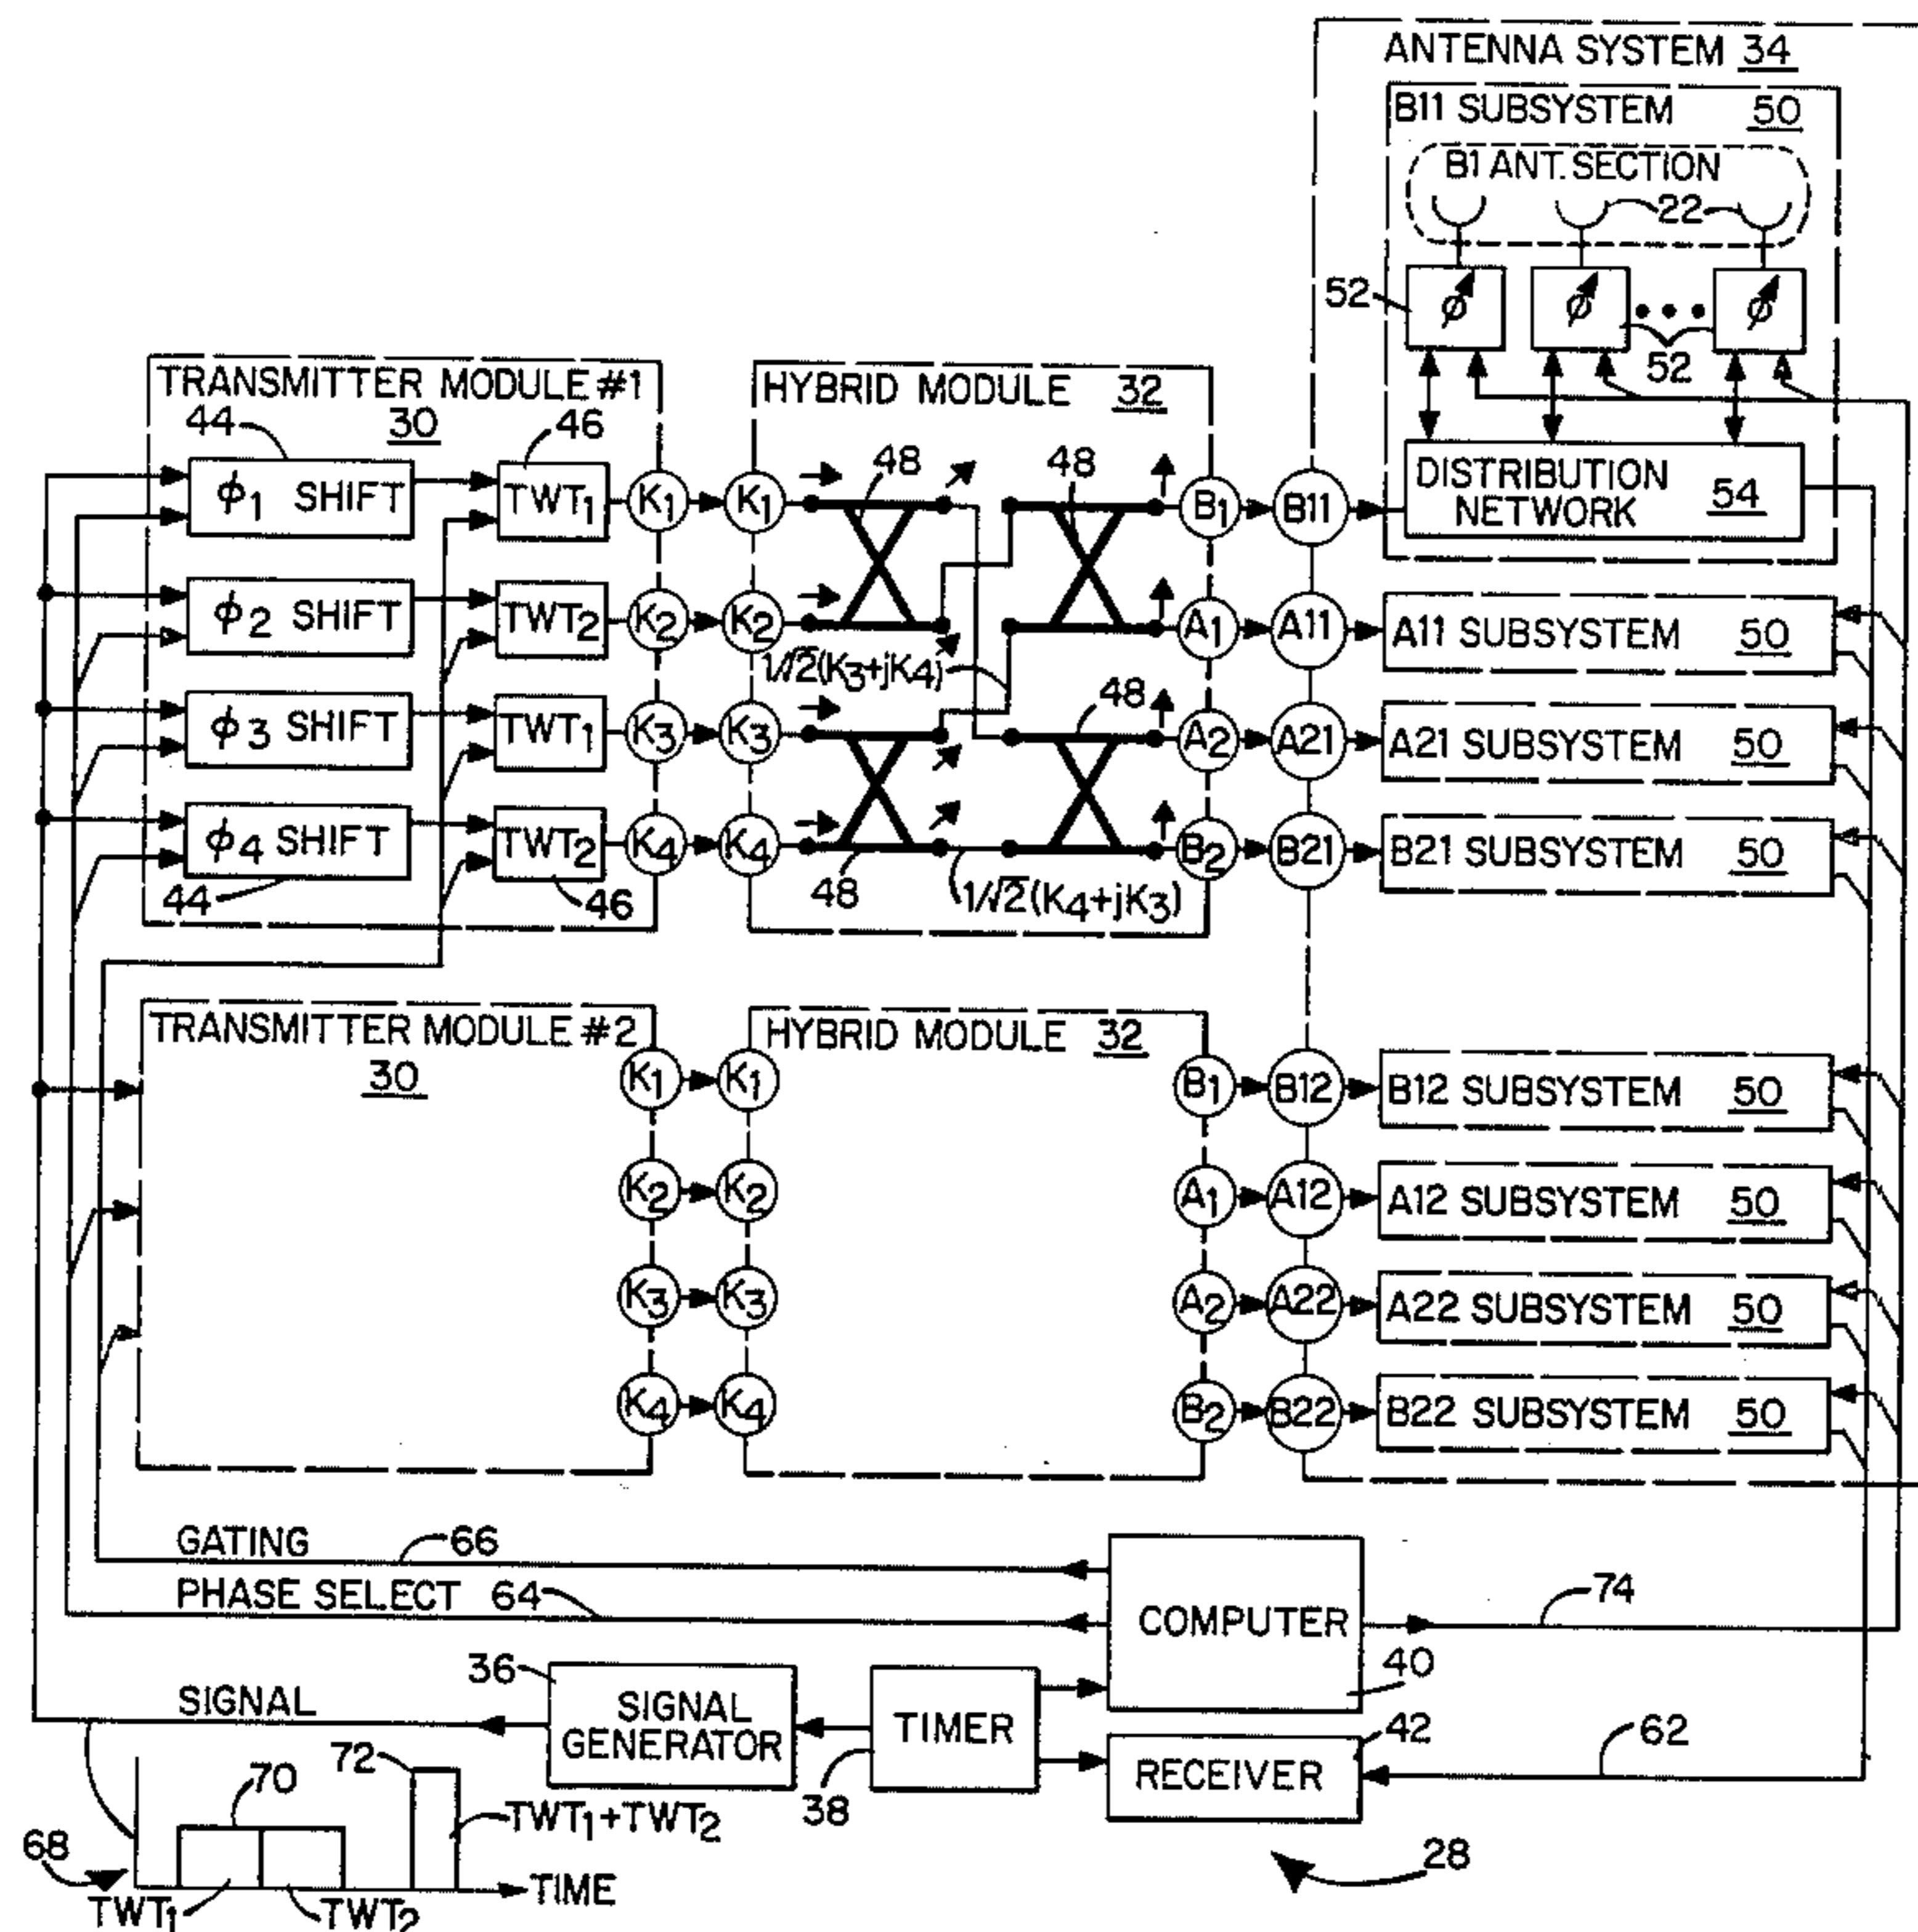 ANTENNA SYSTEM 34
B11 SUBSYSTEM 50
B1 ANT. SECTION
22
52
ϕ ϕ ϕ
52
DISTRIBUTION
NETWORK 54
TRANSMITTER MODULE #1
30
44
46
ϕ1 SHIFT
TWT1
K1
ϕ2 SHIFT
TWT2
K2
ϕ3 SHIFT
TWT1
K3
ϕ4 SHIFT
TWT2
K4
44
46
HYBRID MODULE 32
48
48
K1
K2
K3
K4
1/√2(K3+jK4)
48
48
1/√2(K4+jK3)
B1
A1
A2
B2
B11
A11
A21
B21
A11 SUBSYSTEM 50
A21 SUBSYSTEM 50
B21 SUBSYSTEM 50
TRANSMITTER MODULE #2
30
K1
K2
K3
K4
HYBRID MODULE 32
K1
K2
K3
K4
B1
A1
A2
B2
B12
A12
A22
B22
B12 SUBSYSTEM 50
A12 SUBSYSTEM 50
A22 SUBSYSTEM 50
B22 SUBSYSTEM 50
GATING 66
PHASE SELECT 64
COMPUTER
40
74
SIGNAL
36
SIGNAL
GENERATOR
TIMER
38
RECEIVER
42
62
72
70
TWT1+TWT2
68
TWT1
TWT2
TIME
28